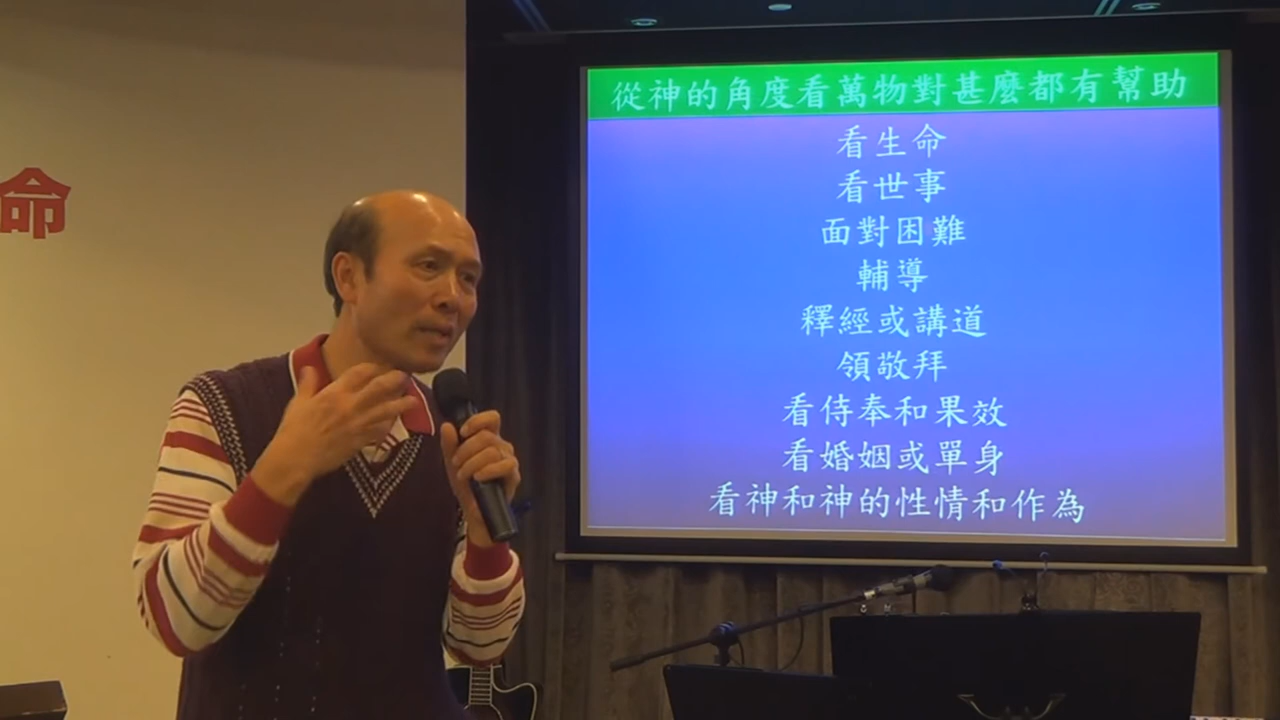 命
從神的角度看萬物對甚麼都有幫助
看生命
看世事
面對困難
輔導
釋經或講道
領敬拜
看侍奉和果效
看婚姻或單身
看神和神的性情和作為